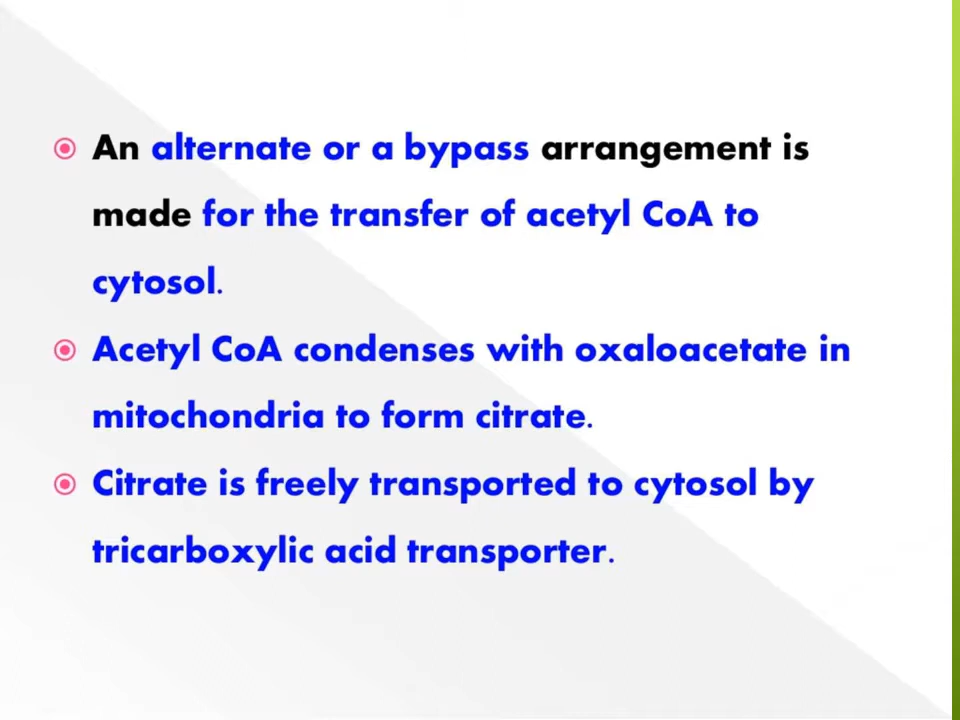 An alternate or a bypass arrangement is
made for the transfer of acetyl CoA to
cytosol.
Acetyl CoA condenses with oxaloacetate in
mitochondria to form citrate.
Citrate is freely transported to cytosol by
tricarboxylic acid transporter.